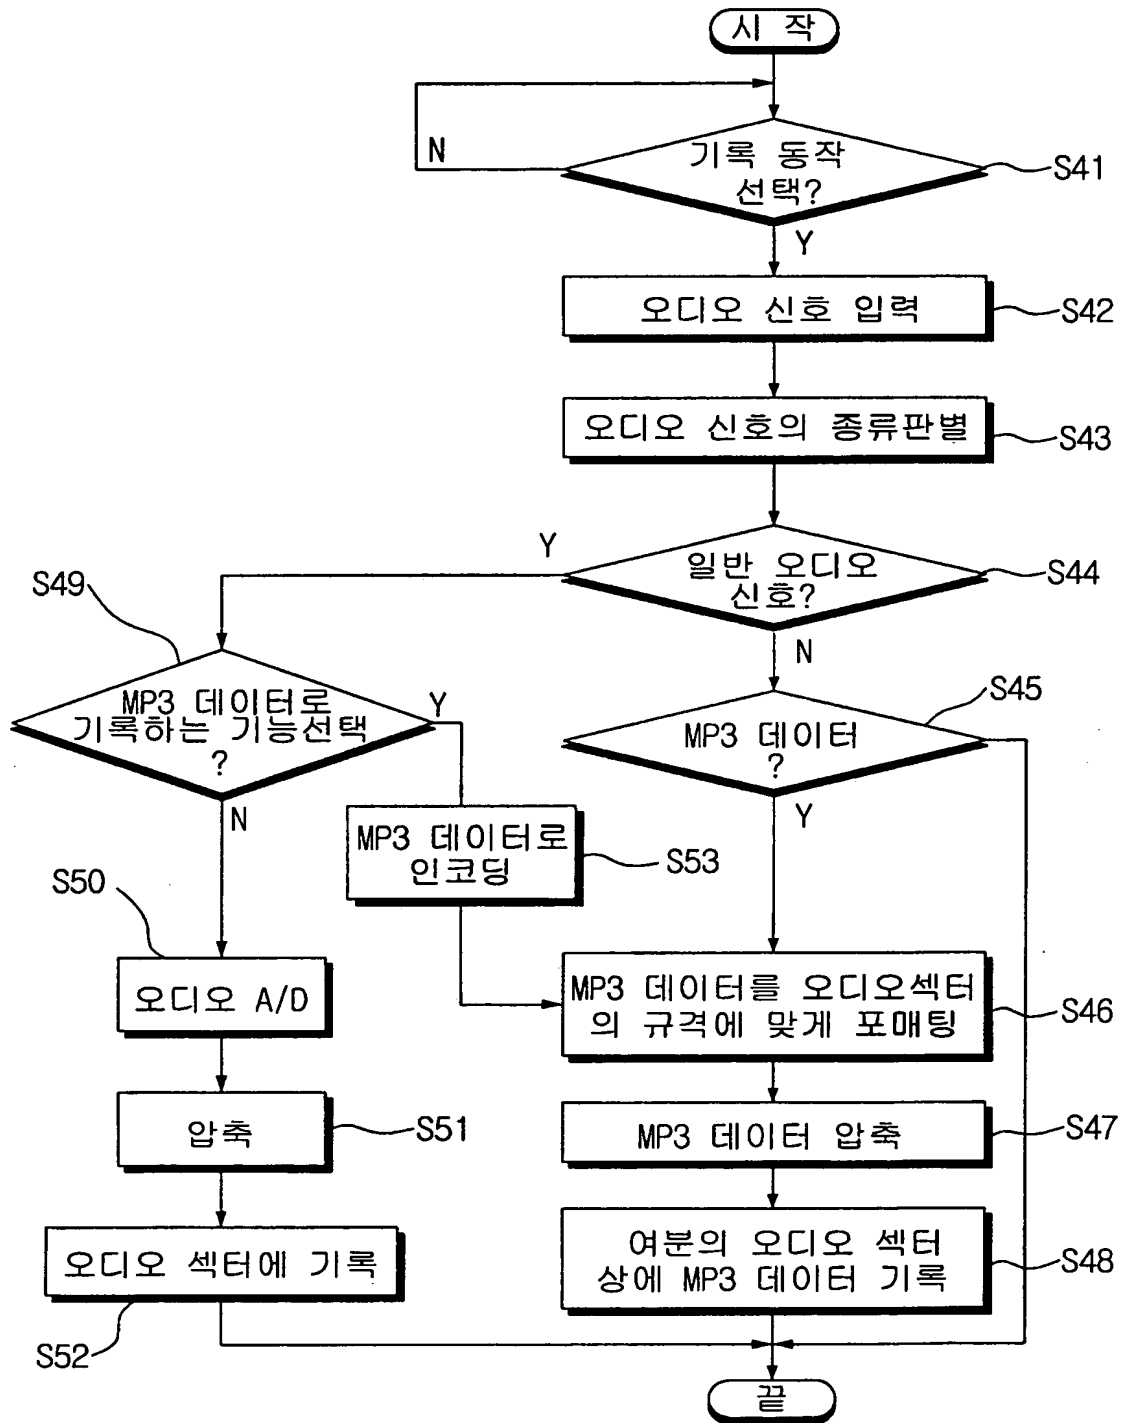 시 작
N
기록 동작
선택?
S41
Y
오디오 신호 입력
S42
오디오 신호의 종류판별
S43
Y
일반 오디오
신호?
S44
N
S49
MP3 데이터로
기록하는 기능선택
?
Y
N
S45
MP3 데이터
?
Y
MP3 데이터로
인코딩
S53
S50
오디오 A/D
MP3 데이터를 오디오섹터
의 규격에 맞게 포매팅
S46
압축
S51
MP3 데이터 압축
S47
오디오 섹터에 기록
S52
여분의 오디오 섹터
상에 MP3 데이터 기록
S48
끝